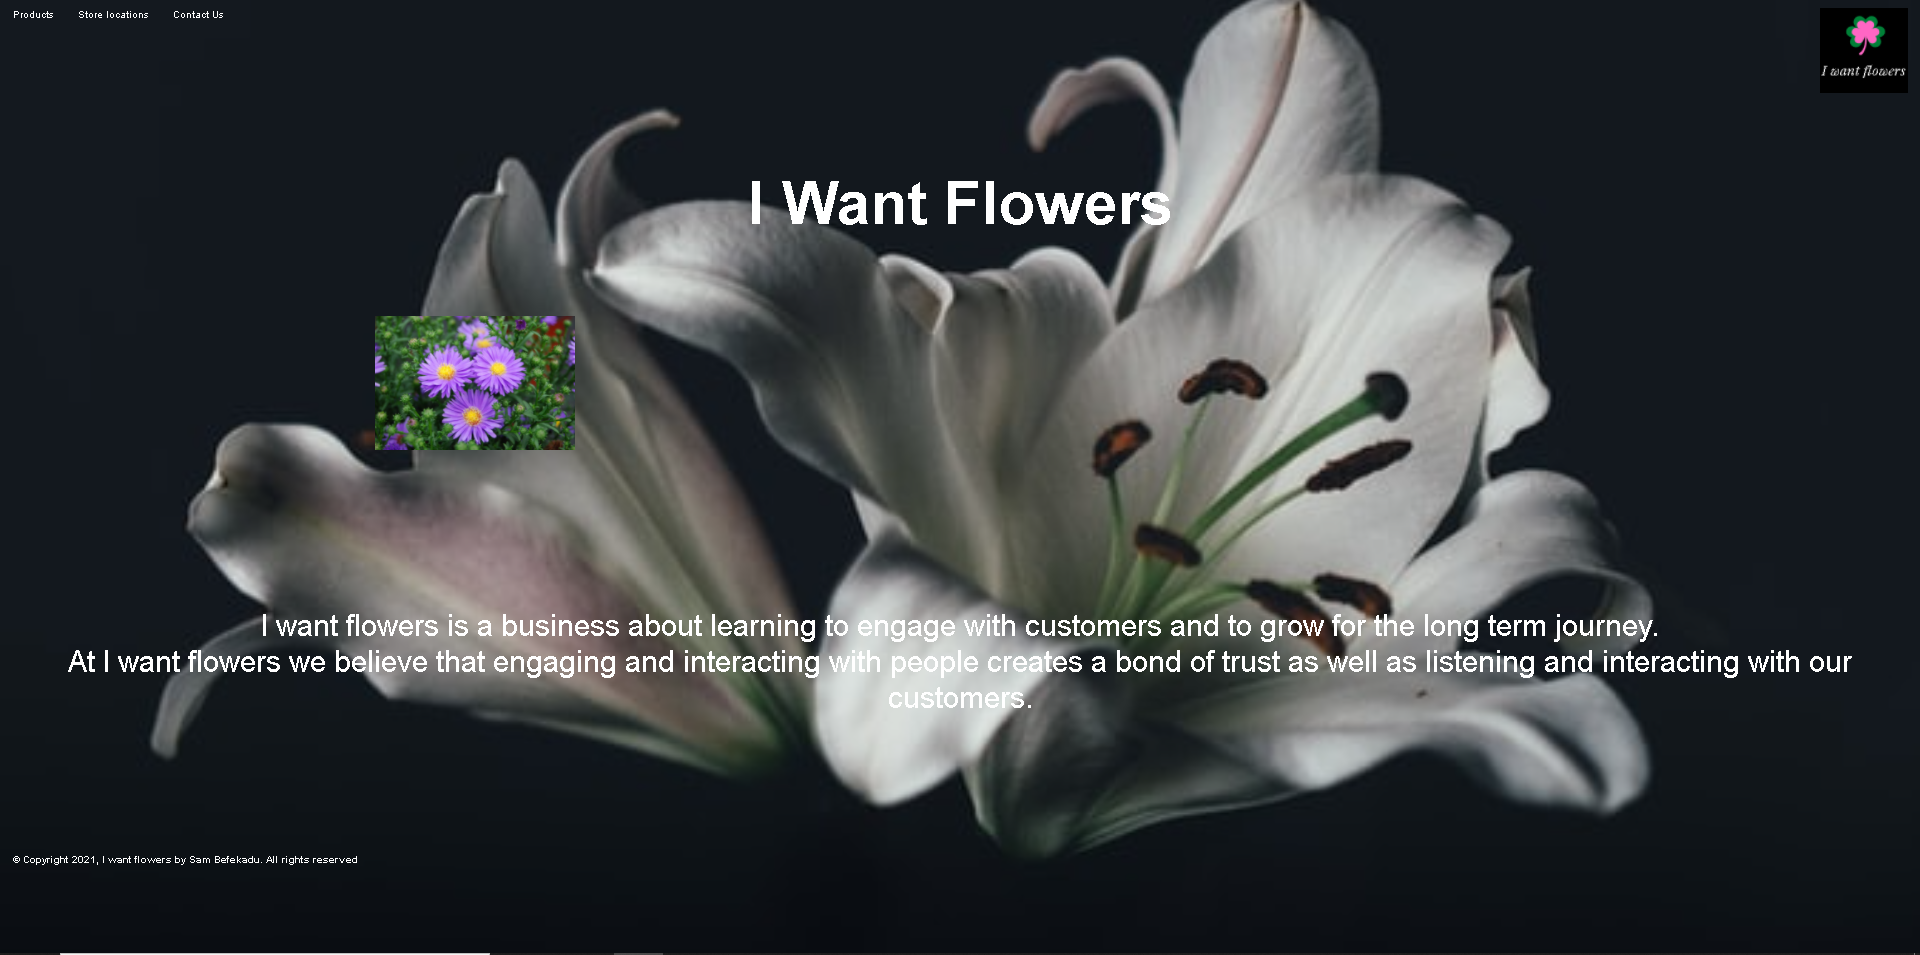 Products Store locations Contact Us
I want flowers
I Want Flowers
I want flowers is a business about learning to engage with customers and to grow for the long term journey.
At I want flowers we believe that engaging and interacting with people creates a bond of trust as well as listening and interacting with our
customers.
© Copyright 2021, I want flowers by Sam Befekadu. All rights reserved